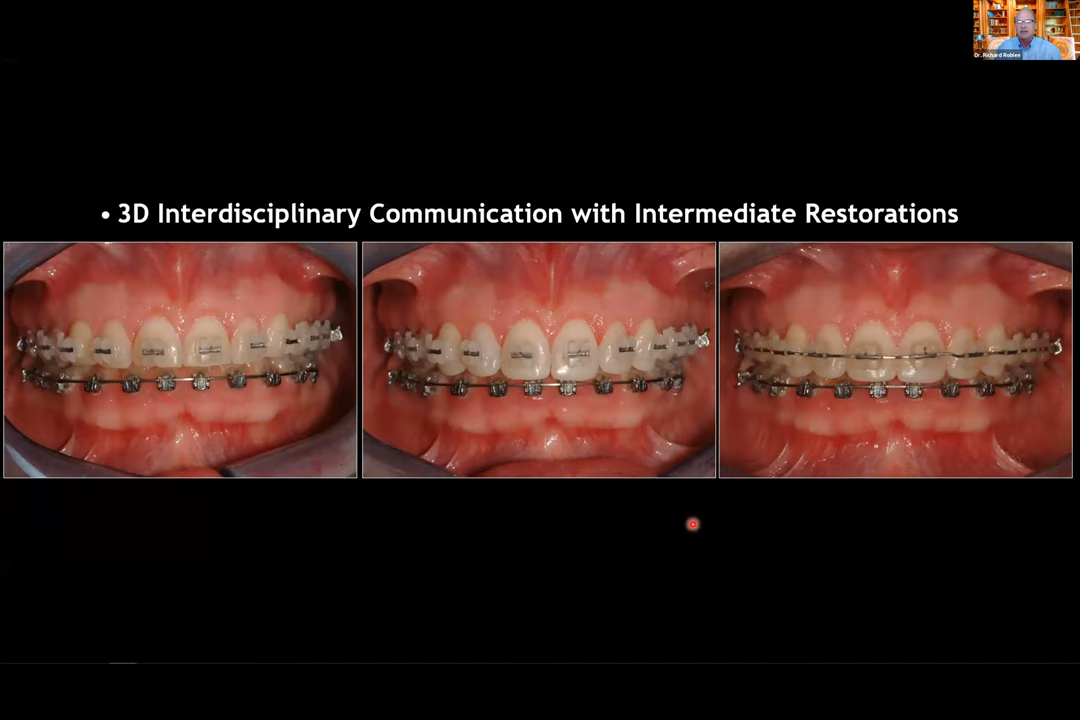 Dr. Richard Roblee
• 3D Interdisciplinary Communication with Intermediate Restorations